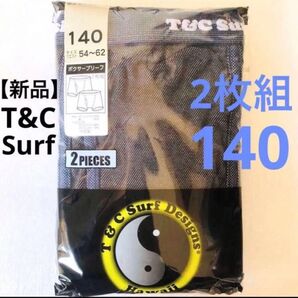 T&C Surf
140
サイズ 54~62
ボクサーブリーフ
【新品】
T&C
Surf
2枚組
140
2 PIECES
T & C Surf Designs®
Hawaii